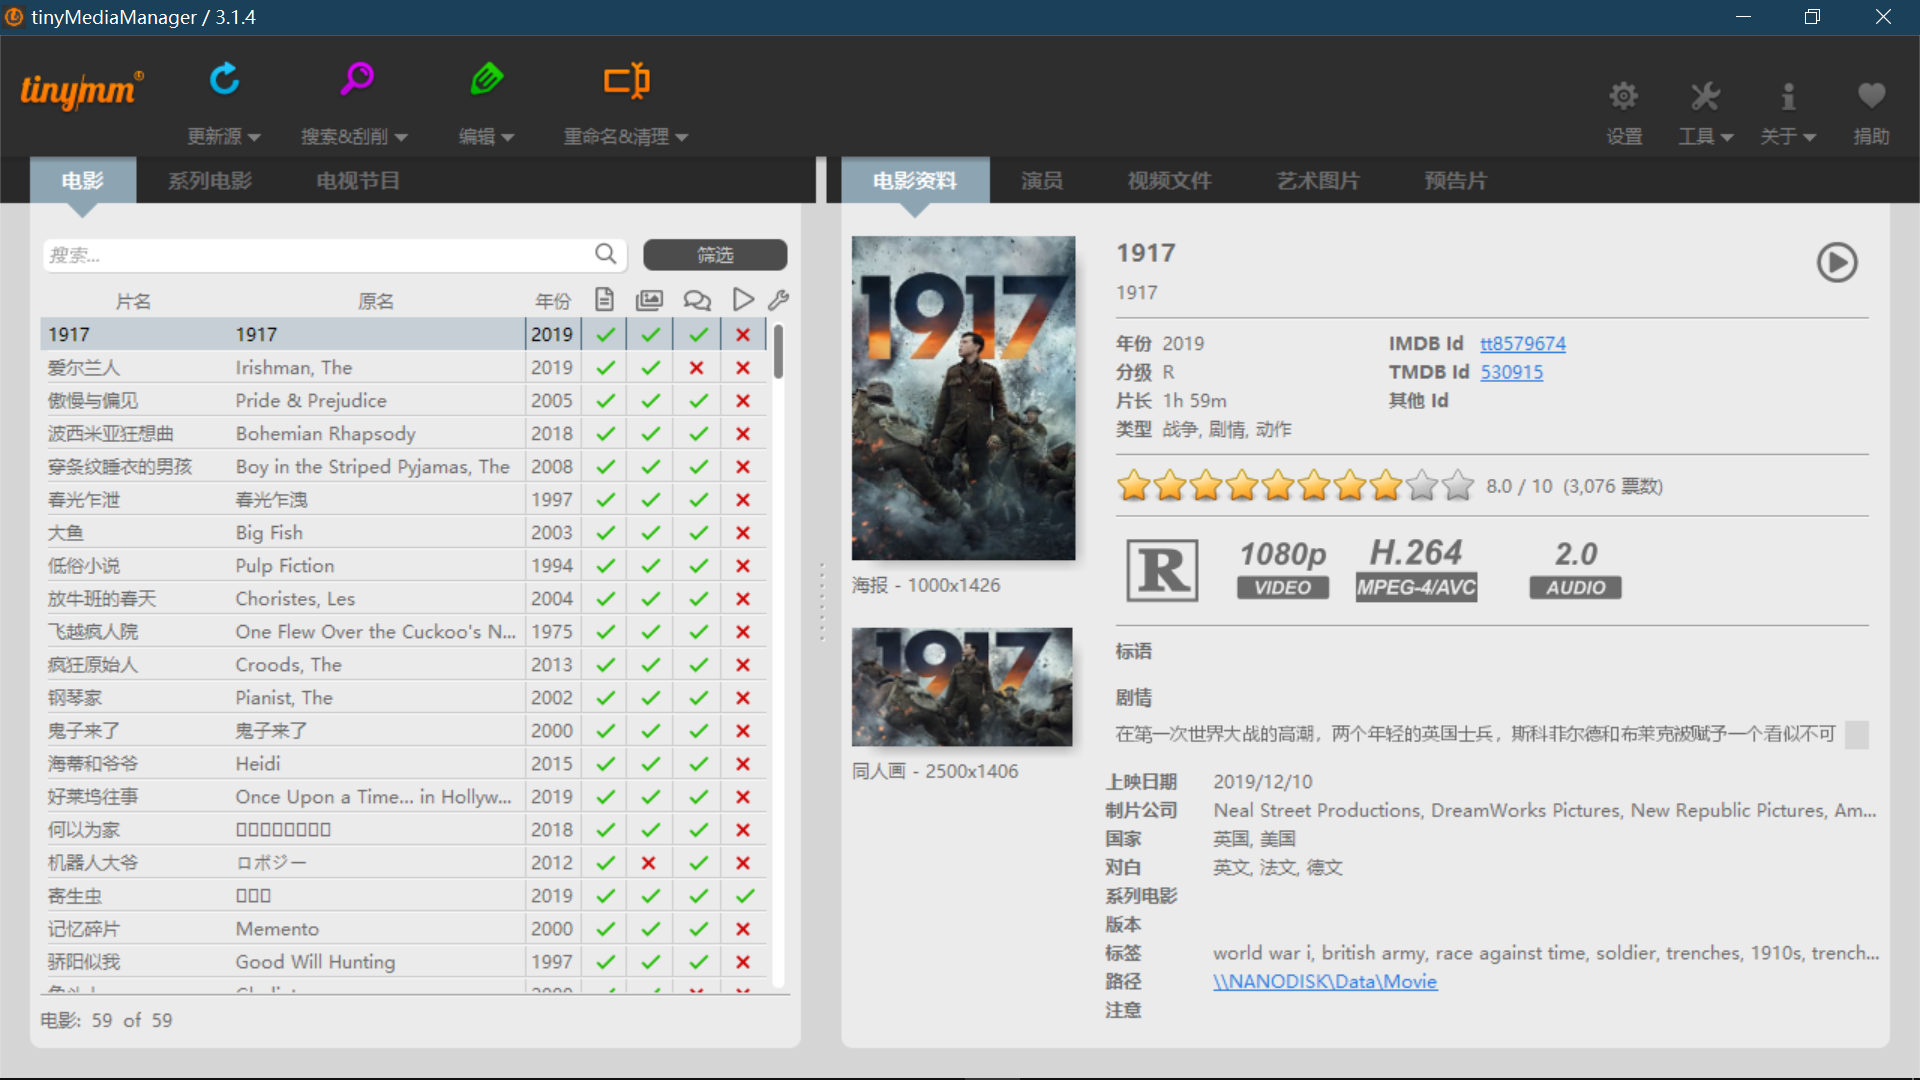 tinyMediaManager / 3.1.4
tinymm
更新源
搜索&刮削
编辑
重命名&清理
设置
工具
关于
捐助
电影
系列电影
电视节目
电影资料
演员
视频文件
艺术图片
预告片
搜索...
筛选
片名 原名 年份
1917 1917 2019
爱尔兰人 Irishman, The 2019
傲慢与偏见 Pride & Prejudice 2005
波西米亚狂想曲 Bohemian Rhapsody 2018
穿条纹睡衣的男孩 Boy in the Striped Pyjamas, The 2008
春光乍泄 春光乍洩 1997
大鱼 Big Fish 2003
低俗小说 Pulp Fiction 1994
放牛班的春天 Choristes, Les 2004
飞越疯人院 One Flew Over the Cuckoo's N... 1975
疯狂原始人 Croods, The 2013
钢琴家 Pianist, The 2002
鬼子来了 鬼子来了 2000
海蒂和爷爷 Heidi 2015
好莱坞往事 Once Upon a Time... in Hollyw... 2019
何以为家 □□□□□□□□ 2018
机器人大爷 ロボジー 2012
寄生虫 □□□ 2019
记忆碎片 Memento 2000
骄阳似我 Good Will Hunting 1997
电影: 59 of 59
1917
海报 - 1000x1426
1917
同人画 - 2500x1406
1917
1917
年份 2019
IMDB Id tt8579674
分级 R
TMDB Id 530915
片长 1h 59m
其他 Id
类型 战争, 剧情, 动作
8.0 / 10 (3,076 票数)
R
1080p
VIDEO
H.264
MPEG-4/AVC
2.0
AUDIO
标语
剧情
在第一次世界大战的高潮，两个年轻的英国士兵，斯科菲尔德和布莱克被赋予一个看似不可
上映日期 2019/12/10
制片公司 Neal Street Productions, DreamWorks Pictures, New Republic Pictures, Am...
国家 英国, 美国
对白 英文, 法文, 德文
系列电影
版本
标签 world war i, british army, race against time, soldier, trenches, 1910s, trench...
路径 \\NANODISK\Data\Movie
注意